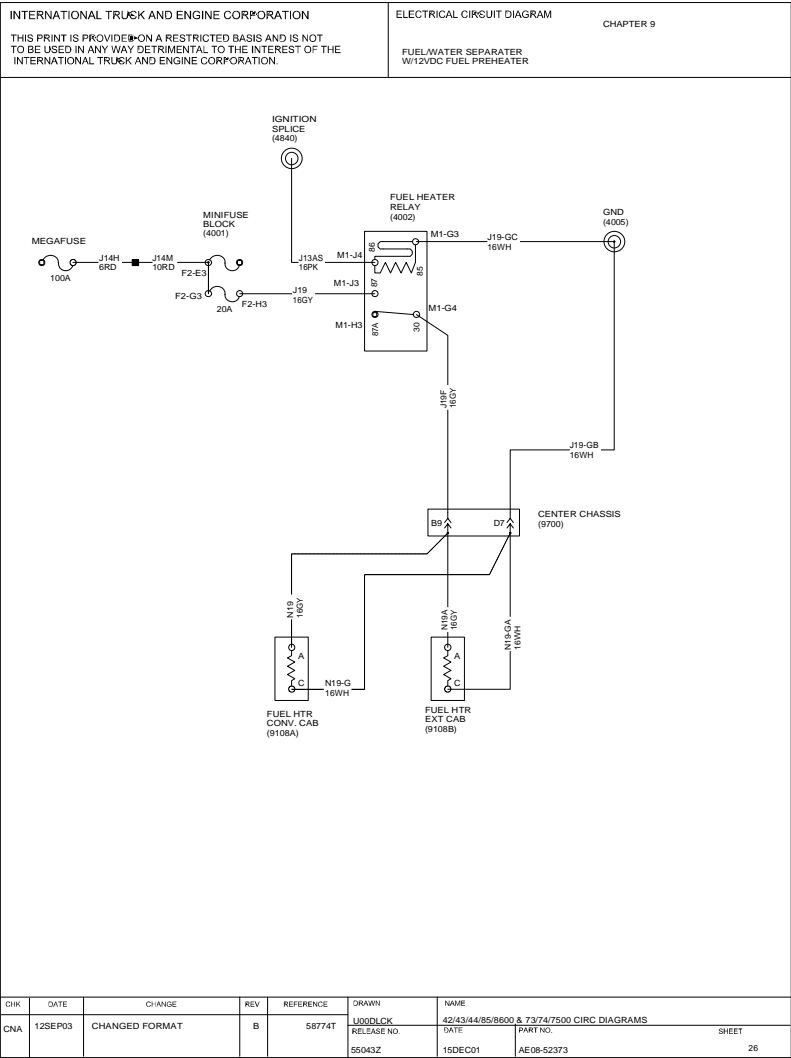 INTERNATIONAL TRUCK AND ENGINE CORPORATION
THIS PRINT IS PROVIDED ON A RESTRICTED BASIS AND IS NOT
TO BE USED IN ANY WAY DETRIMENTAL TO THE INTEREST OF THE
INTERNATIONAL TRUCK AND ENGINE CORPORATION.
ELECTRICAL CIRCUIT DIAGRAM
CHAPTER 9
FUEL/WATER SEPARATER
W/12VDC FUEL PREHEATER
IGNITION
SPLICE
(4840)
FUEL HEATER
RELAY
(4002)
MINIFUSE
BLOCK
(4001)
GND
(4005)
MEGAFUSE
100A
J14H
6RD
J14M
10RD
F2-E3
F2-G3
20A
F2-H3
J13AS
16PK
M1-J4
M1-J3
J19
16GY
M1-H3
86
85
87
87A
30
M1-G3
M1-G4
J19-GC
16WH
J19F
16GY
J19-GB
16WH
B9
D7
CENTER CHASSIS
(9700)
N19
16GY
N19A
16GY
N19-GA
16WH
A
C
N19-G
16WH
A
C
FUEL HTR
CONV. CAB
(9108A)
FUEL HTR
EXT CAB
(9108B)
CHK DATE CHANGE REV REFERENCE DRAWN NAME
CNA 12SEP03 CHANGED FORMAT B 58774T
U00DLCK 42/43/44/85/8600 & 73/74/7500 CIRC DIAGRAMS
RELEASE NO. DATE PART NO. SHEET
55043Z 15DEC01 AE08-52373 26